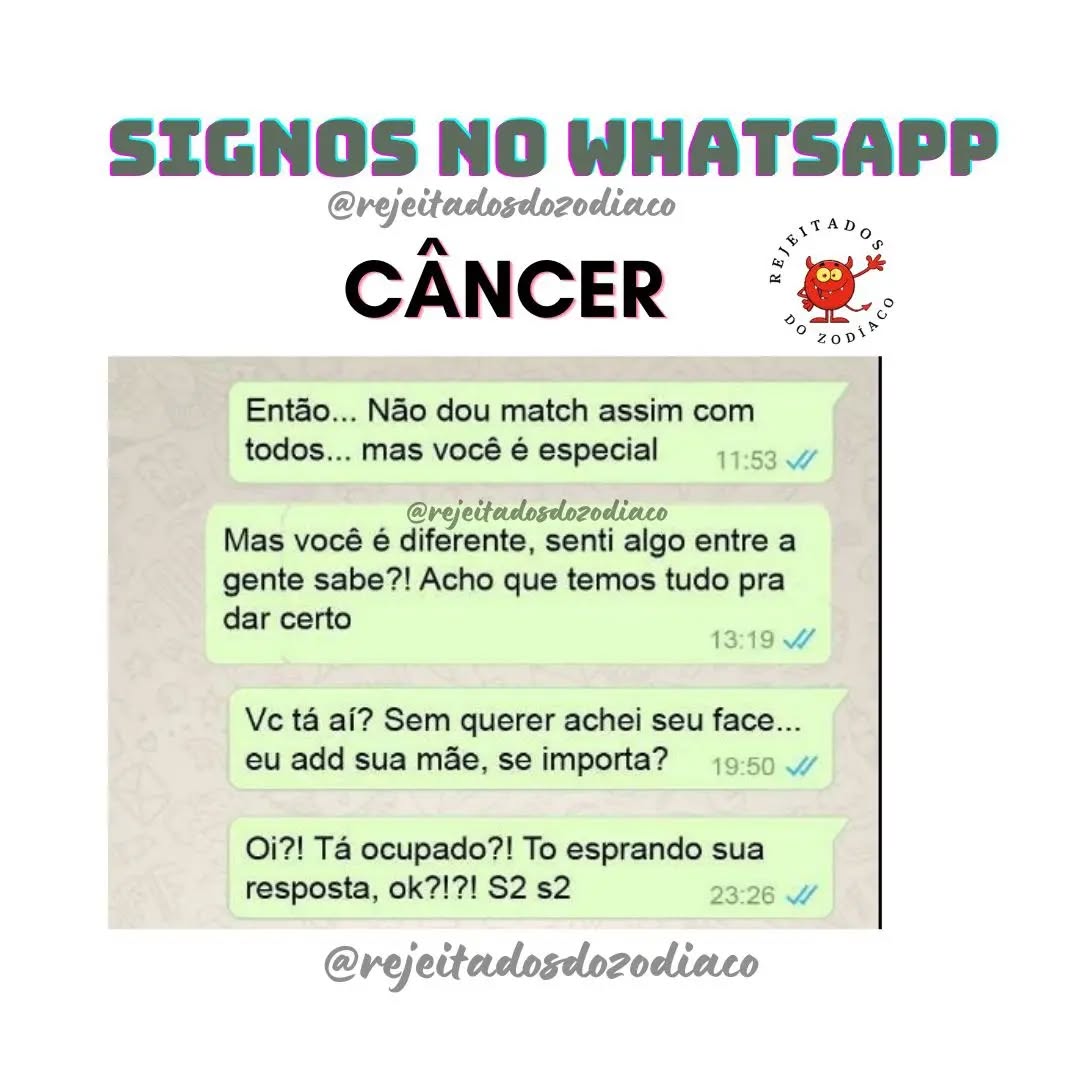 SIGNOS NO WHATSAPP
@rejeitadosdozodiaco
CÂNCER
REJEITADOS
DO ZODÍACO
Então... Não dou match assim com
todos... mas você é especial
11:53
@rejeitadosdozodiaco
Mas você é diferente, senti algo entre a
gente sabe?! Acho que temos tudo pra
dar certo
13:19
Vc tá aí? Sem querer achei seu face...
eu add sua mãe, se importa?
19:50
Oi?! Tá ocupado?! To esprando sua
resposta, ok?!?! S2 s2
23:26
@rejeitadosdozodiaco